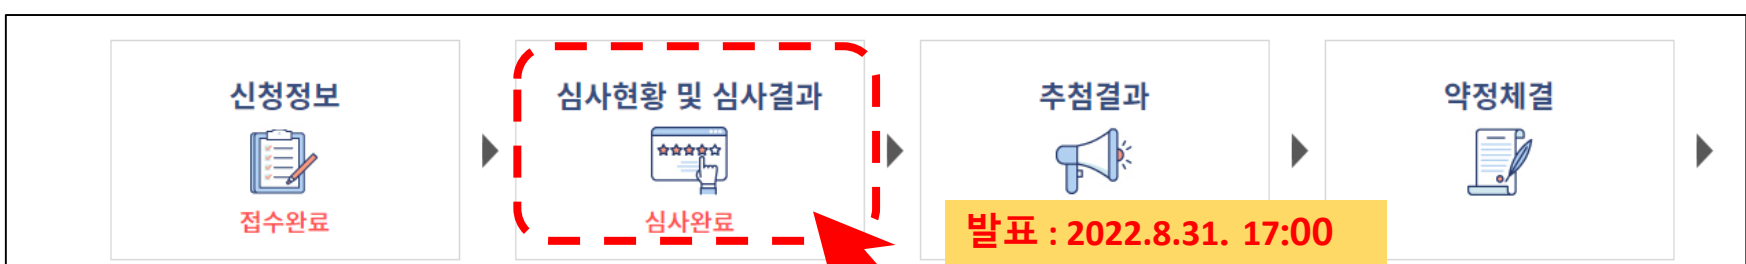 신청정보
접수완료
심사현황 및 심사결과
심사완료
추첨결과
발표 : 2022.8.31. 17:00
약정체결